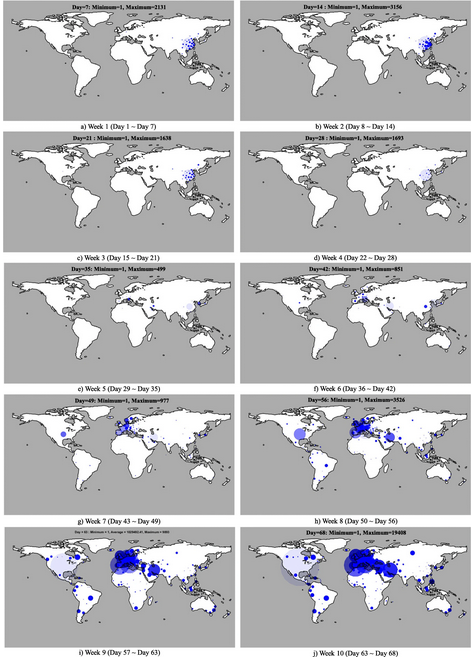 Day=7: Minimum=1, Maximum=2131
Day=14 : Minimum=1, Maximum=3156
a) Week 1 (Day 1 ~ Day 7)
b) Week 2 (Day 8 ~ Day 14)
Day=21 : Minimum=1, Maximum=1638
Day=28 : Minimum=1, Maximum=1693
c) Week 3 (Day 15 ~ Day 21)
d) Week 4 (Day 22 ~ Day 28)
Day=35: Minimum=1, Maximum=499
Day=42: Minimum=1, Maximum=851
e) Week 5 (Day 29 ~ Day 35)
f) Week 6 (Day 36 ~ Day 42)
Day=49: Minimum=1, Maximum=977
Day=56: Minimum=1, Maximum=3526
g) Week 7 (Day 43 ~ Day 49)
h) Week 8 (Day 50 ~ Day 56)
Day=68: Minimum=1, Maximum=19408
i) Week 9 (Day 57 ~ Day 63)
j) Week 10 (Day 63 ~ Day 68)